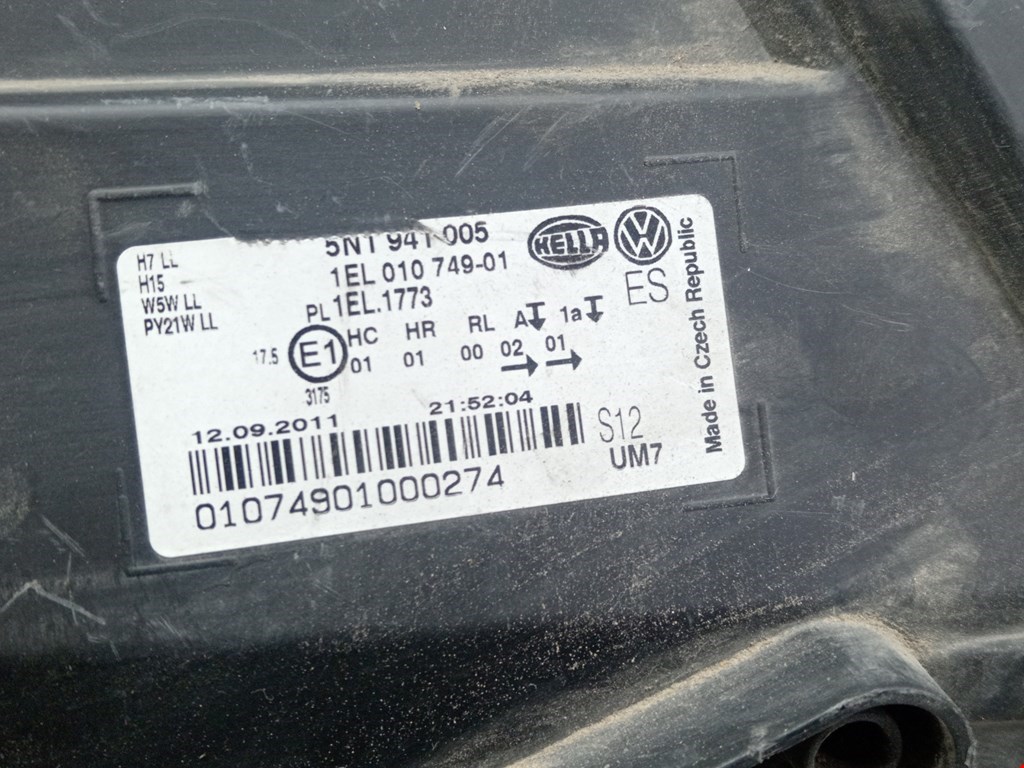 5N1 941 005
1EL 010 749-01
PL 1EL.1773
HELLA
VW
ES
Made in Czech Republic
H7 LL
H15
W5W LL
PY21W LL
HC HR RL A 1a
17.5 E1 01 01 00 02 01
3175
12.09.2011 21:52:04
01074901000274
S12
UM7